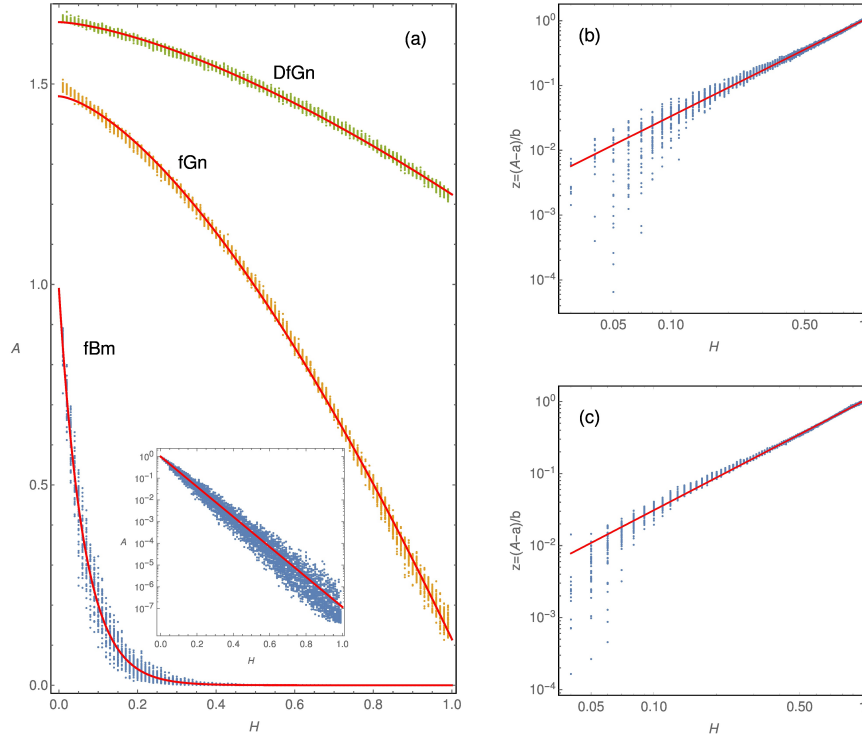 (a)
DfGn
fGn
fBm
A
1.5
1.0
0.5
0.0
0.0 0.2 0.4 0.6 0.8 1.0
H
A
10⁰
10⁻¹
10⁻²
10⁻³
10⁻⁴
10⁻⁵
10⁻⁶
10⁻⁷
0.0 0.2 0.4 0.6 0.8 1.0
H
(b)
z=(A-a)/b
10⁰
10⁻¹
10⁻²
10⁻³
10⁻⁴
0.05 0.10 0.50 1
H
(c)
z=(A-a)/b
10⁰
10⁻¹
10⁻²
10⁻³
10⁻⁴
0.05 0.10 0.50 1
H